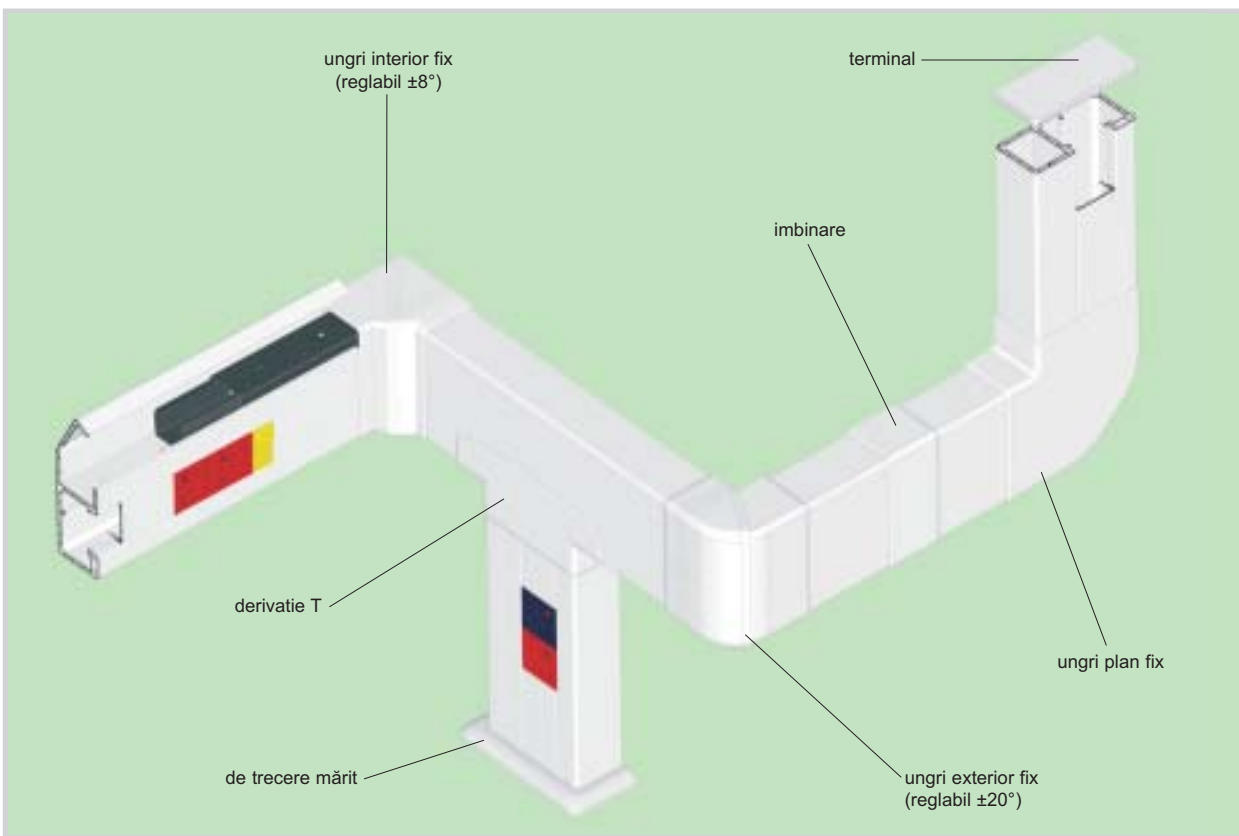 ungri interior fix
(reglabil ±8°)
terminal
imbinare
derivatie T
ungri plan fix
de trecere mărit
ungri exterior fix
(reglabil ±20°)